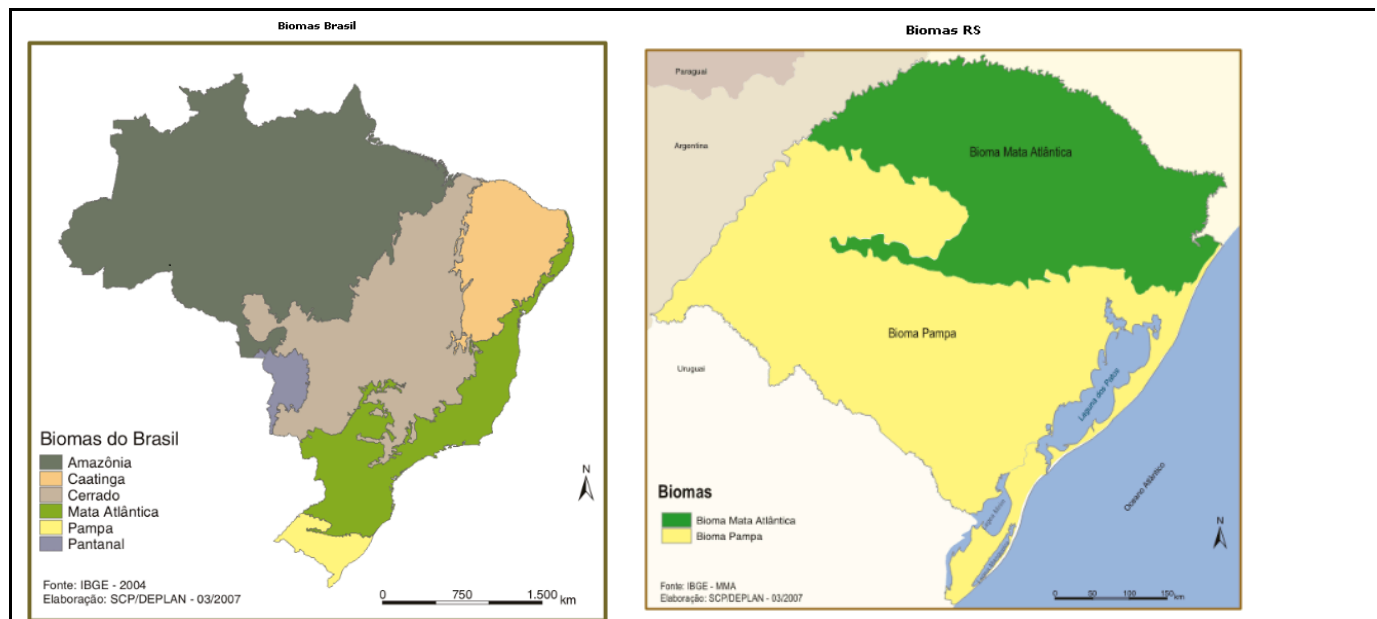 Biomas Brasil
Biomas do Brasil
Amazônia
Caatinga
Cerrado
Mata Atlântica
Pampa
Pantanal
N
Fonte: IBGE - 2004
Elaboração: SCP/DEPLAN - 03/2007
0 750 1.500 km
Biomas RS
Paraguai
Argentina
Bioma Mata Atlântica
Bioma Pampa
Uruguai
Laguna dos Patos
Oceano Atlântico
Lagoa Mirim
Biomas
Bioma Mata Atlântica
Bioma Pampa
N
Fonte: IBGE - MMA
Elaboração: SCP/DEPLAN - 03/2007
0 50 100 150 km